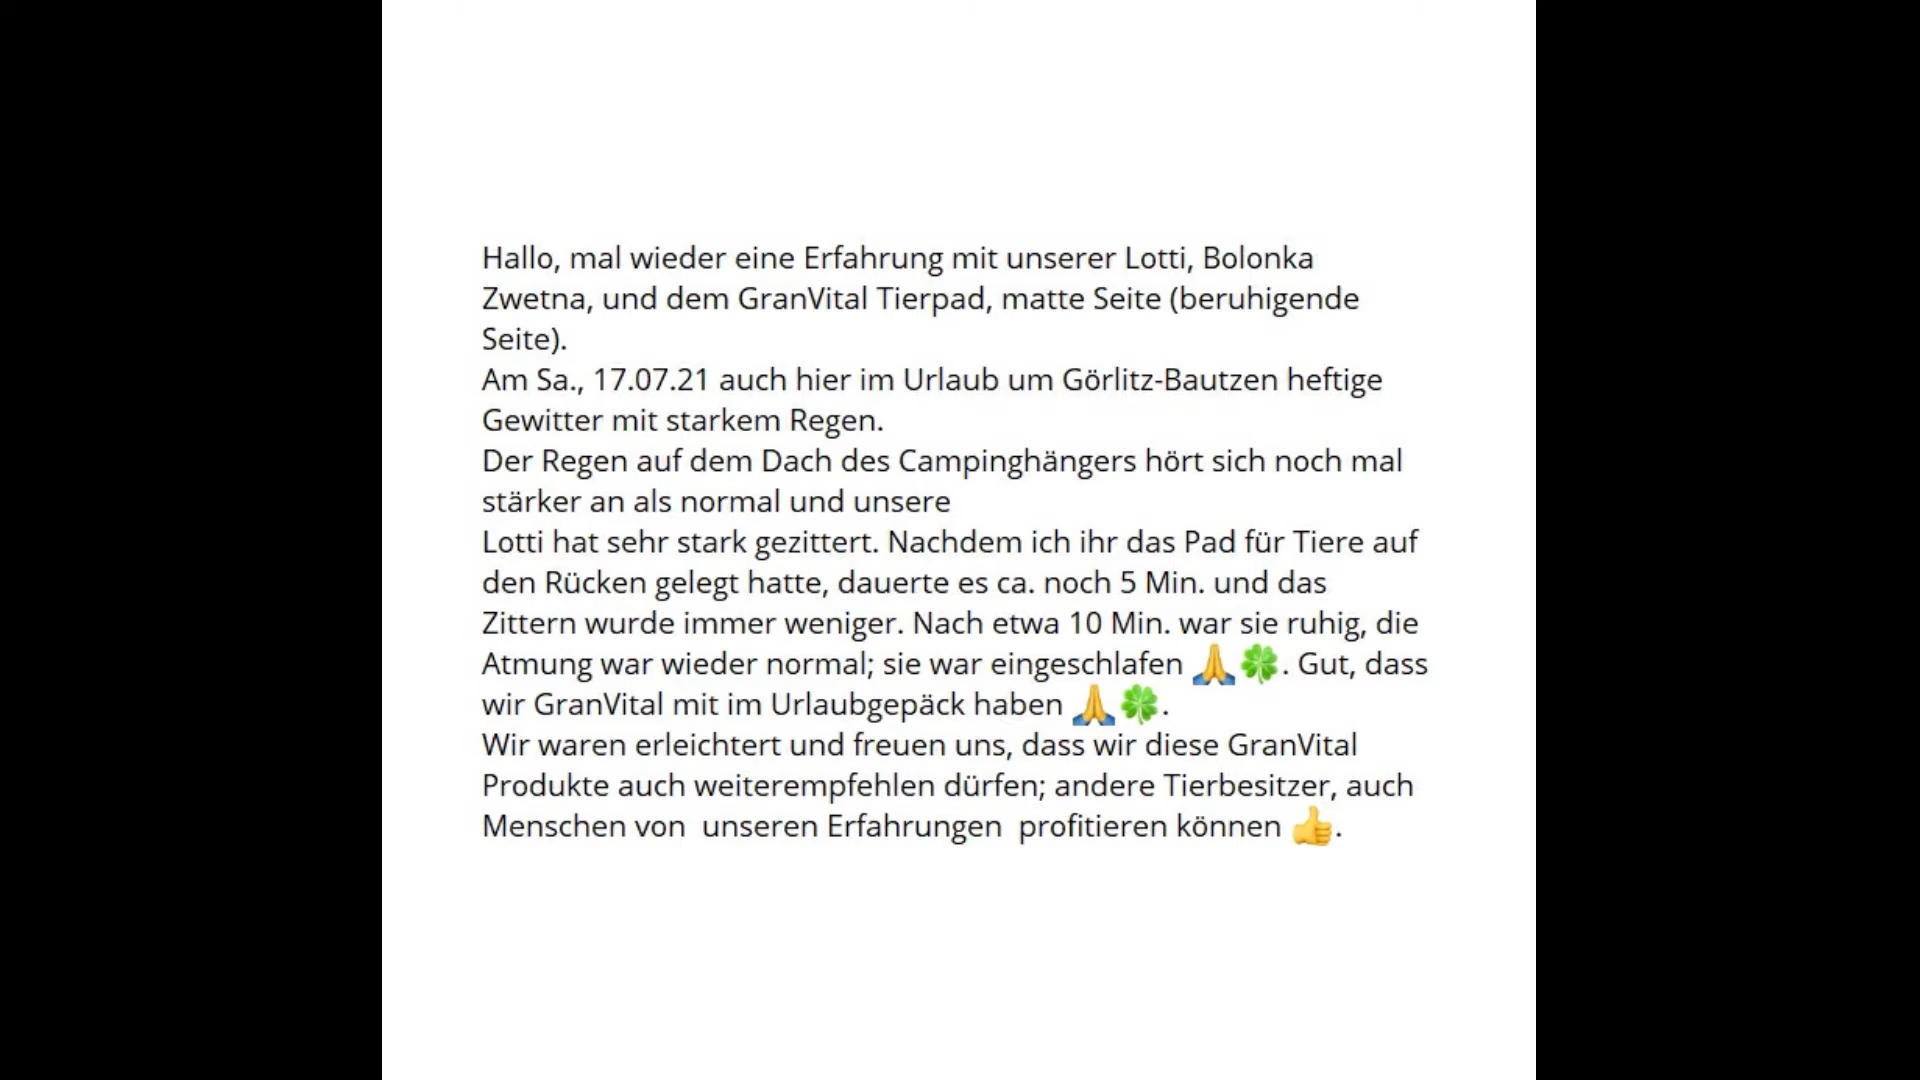 Hallo, mal wieder eine Erfahrung mit unserer Lotti, Bolonka
Zwetna, und dem GranVital Tierpad, matte Seite (beruhigende
Seite).
Am Sa., 17.07.21 auch hier im Urlaub um Görlitz-Bautzen heftige
Gewitter mit starkem Regen.
Der Regen auf dem Dach des Campinghängers hört sich noch mal
stärker an als normal und unsere
Lotti hat sehr stark gezittert. Nachdem ich ihr das Pad für Tiere auf
den Rücken gelegt hatte, dauerte es ca. noch 5 Min. und das
Zittern wurde immer weniger. Nach etwa 10 Min. war sie ruhig, die
Atmung war wieder normal; sie war eingeschlafen 🙏🍀. Gut, dass
wir GranVital mit im Urlaubgepäck haben 🙏🍀.
Wir waren erleichtert und freuen uns, dass wir diese GranVital
Produkte auch weiterempfehlen dürfen; andere Tierbesitzer, auch
Menschen von  unseren Erfahrungen  profitieren können 👍.